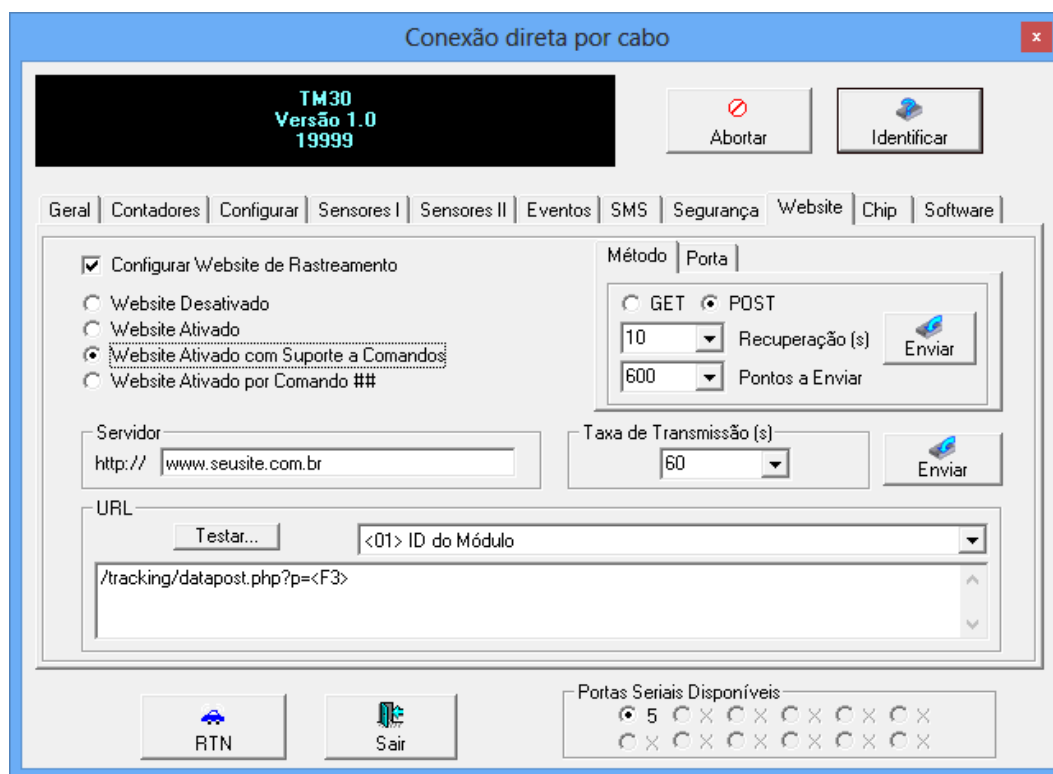 Conexão direta por cabo
x
TM30
Versão 1.0
19999
Abortar
Identificar
Geral Contadores Configurar Sensores I Sensores II Eventos SMS Segurança Website Chip Software
Configurar Website de Rastreamento
Website Desativado
Website Ativado
Website Ativado com Suporte a Comandos
Website Ativado por Comando ##
Método Porta
GET POST
10 Recuperação (s)
600 Pontos a Enviar
Enviar
Servidor
http:// www.seusite.com.br
Taxa de Transmissão (s)
60
Enviar
URL
Testar... <01> ID do Módulo
/tracking/datapost.php?p=<F3>
RTN
Sair
Portas Seriais Disponíveis
5 X X X X X
X X X X X X